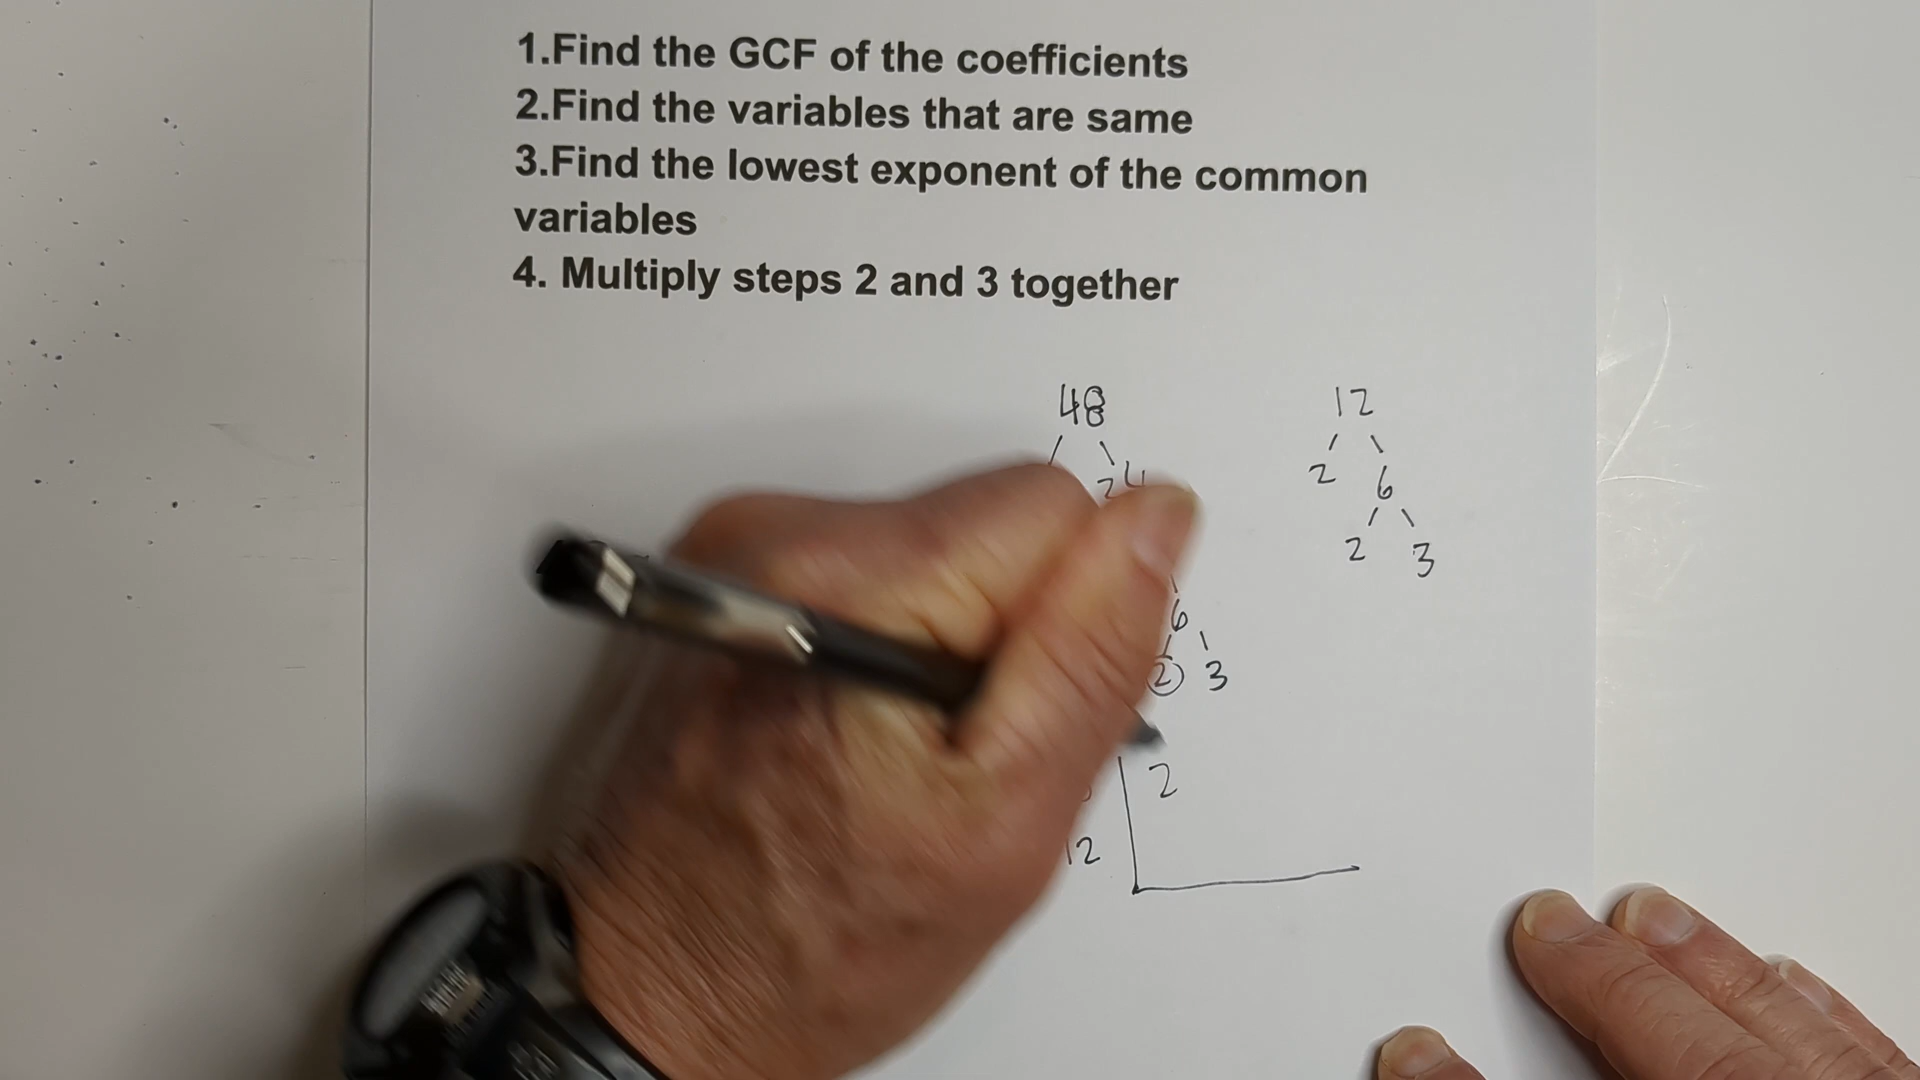 1.Find the GCF of the coefficients
2.Find the variables that are same
3.Find the lowest exponent of the common
variables
4. Multiply steps 2 and 3 together
48 12
24 2 6
2 3
6
2 3
2
12